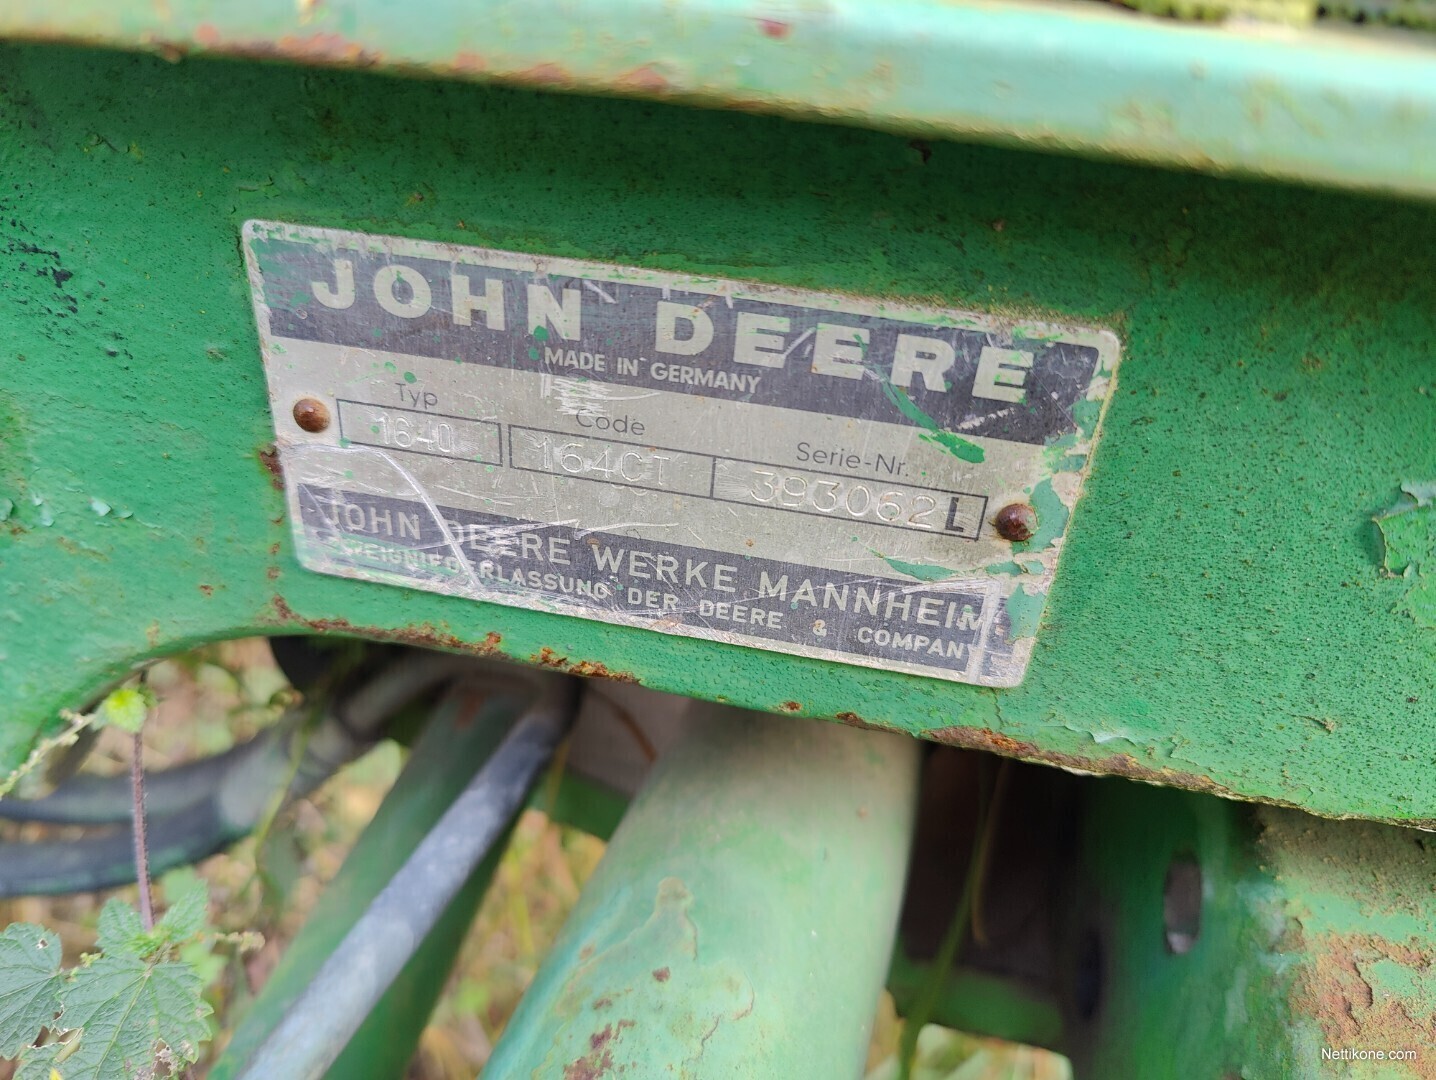 JOHN DEERE
MADE IN GERMANY
Typ Code Serie-Nr.
1640 164CT 393062L
JOHN DEERE WERKE MANNHEIM
ZWEIGNIEDERLASSUNG DER DEERE & COMPANY
Nettikone.com